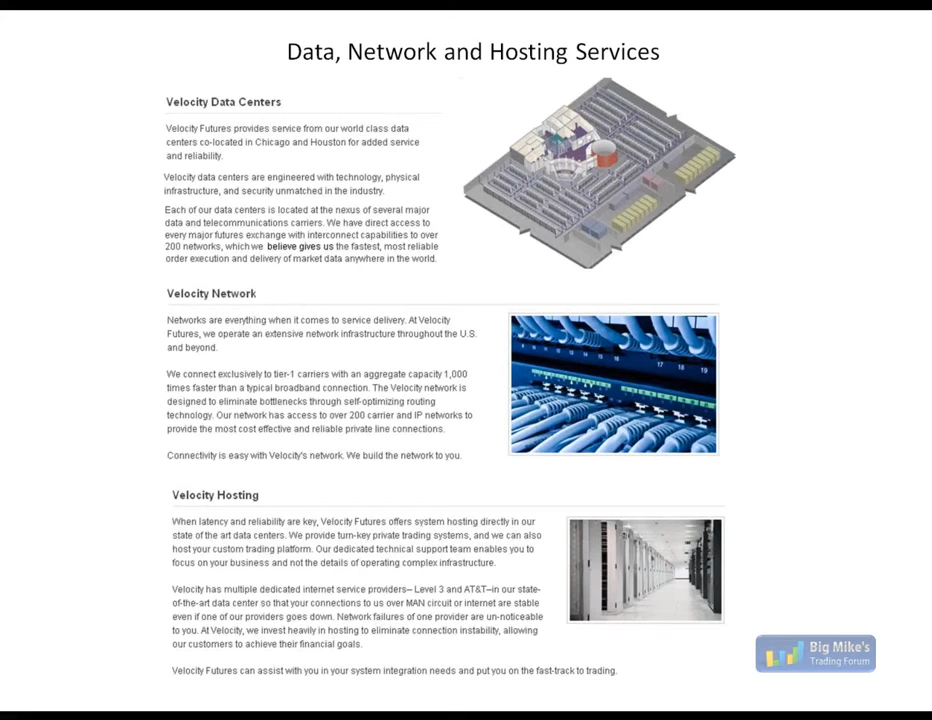 Data, Network and Hosting Services
Velocity Data Centers
Velocity Futures provides service from our world class data
centers co-located in Chicago and Houston for added service
and reliability.
Velocity data centers are engineered with technology, physical
infrastructure, and security unmatched in the industry.
Each of our data centers is located at the nexus of several major
data and telecommunications carriers. We have direct access to
every major futures exchange with interconnect capabilities to over
200 networks, which we believe gives us the fastest, most reliable
order execution and delivery of market data anywhere in the world.
Velocity Network
Networks are everything when it comes to service delivery. At Velocity
Futures, we operate an extensive network infrastructure throughout the U.S.
and beyond.
We connect exclusively to tier-1 carriers with an aggregate capacity 1,000
times faster than a typical broadband connection. The Velocity network is
designed to eliminate bottlenecks through self-optimizing routing
technology. Our network has access to over 200 carrier and IP networks to
provide the most cost effective and reliable private line connections.
Connectivity is easy with Velocity's network. We build the network to you.
17 18 19
Velocity Hosting
When latency and reliability are key, Velocity Futures offers system hosting directly in our
state of the art data centers. We provide turn-key private trading systems, and we can also
host your custom trading platform. Our dedicated technical support team enables you to
focus on your business and not the details of operating complex infrastructure.
Velocity has multiple dedicated internet service providers– Level 3 and AT&T–in our state-
of-the-art data center so that your connections to us over MAN circuit or internet are stable
even if one of our providers goes down. Network failures of one provider are un-noticeable
to you. At Velocity, we invest heavily in hosting to eliminate connection instability, allowing
our customers to achieve their financial goals.
Velocity Futures can assist with you in your system integration needs and put you on the fast-track to trading.
Big Mike's
Trading Forum